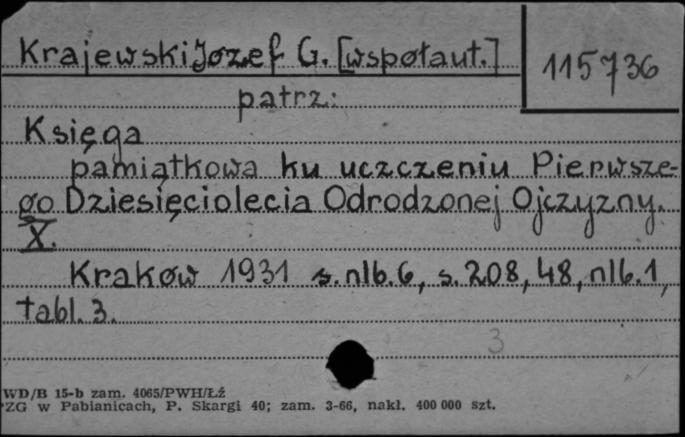 Krajewski Józef G. [współaut.]
115736
patrz:
Księga
pamiątkowa ku uczczeniu Pierwsze-
go Dziesięciolecia Odrodzonej Ojczyzny.
X.
Kraków 1931 s. nlb. 6, s. 208, 48, nlb. 1,
tabl. 3.
3
WD/B 15-b zam. 4065/PWH/Łź
PZG w Pabianicach, P. Skargi 40; zam. 3-66, nakl. 400 000 szt.